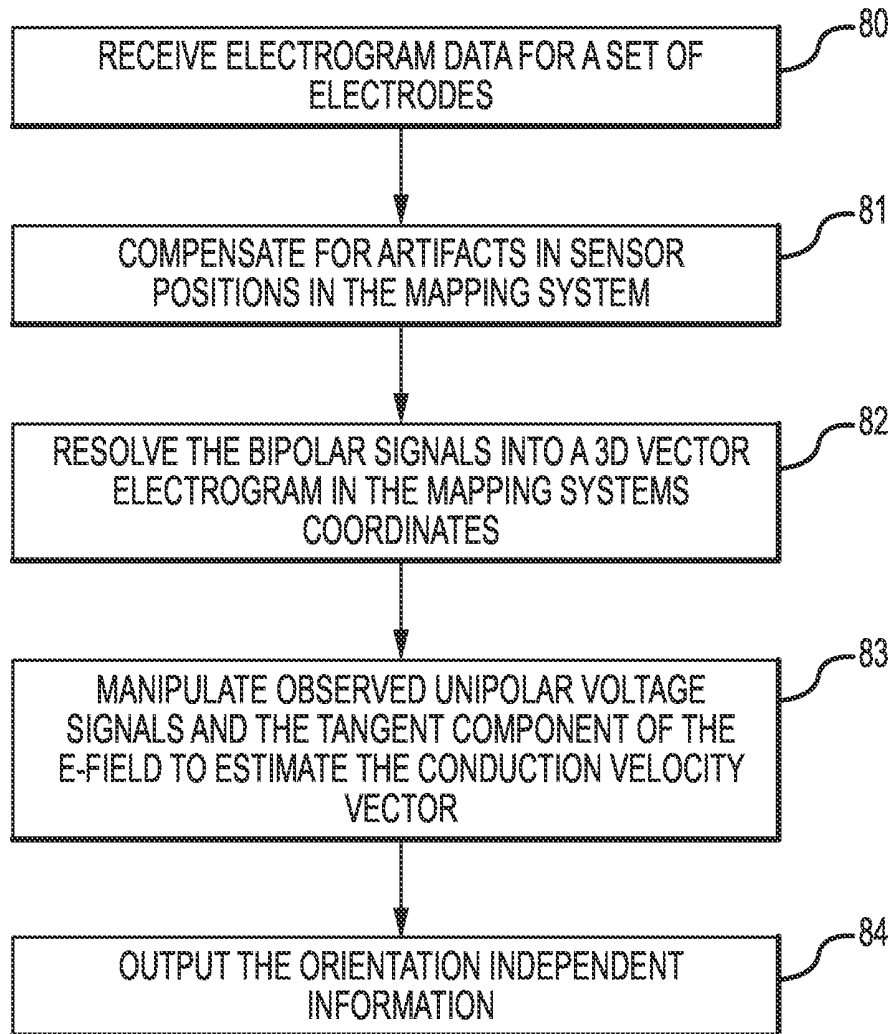 80
RECEIVE ELECTROGRAM DATA FOR A SET OF
ELECTRODES
81
COMPENSATE FOR ARTIFACTS IN SENSOR
POSITIONS IN THE MAPPING SYSTEM
82
RESOLVE THE BIPOLAR SIGNALS INTO A 3D VECTOR
ELECTROGRAM IN THE MAPPING SYSTEMS
COORDINATES
83
MANIPULATE OBSERVED UNIPOLAR VOLTAGE
SIGNALS AND THE TANGENT COMPONENT OF THE
E-FIELD TO ESTIMATE THE CONDUCTION VELOCITY
VECTOR
84
OUTPUT THE ORIENTATION INDEPENDENT
INFORMATION